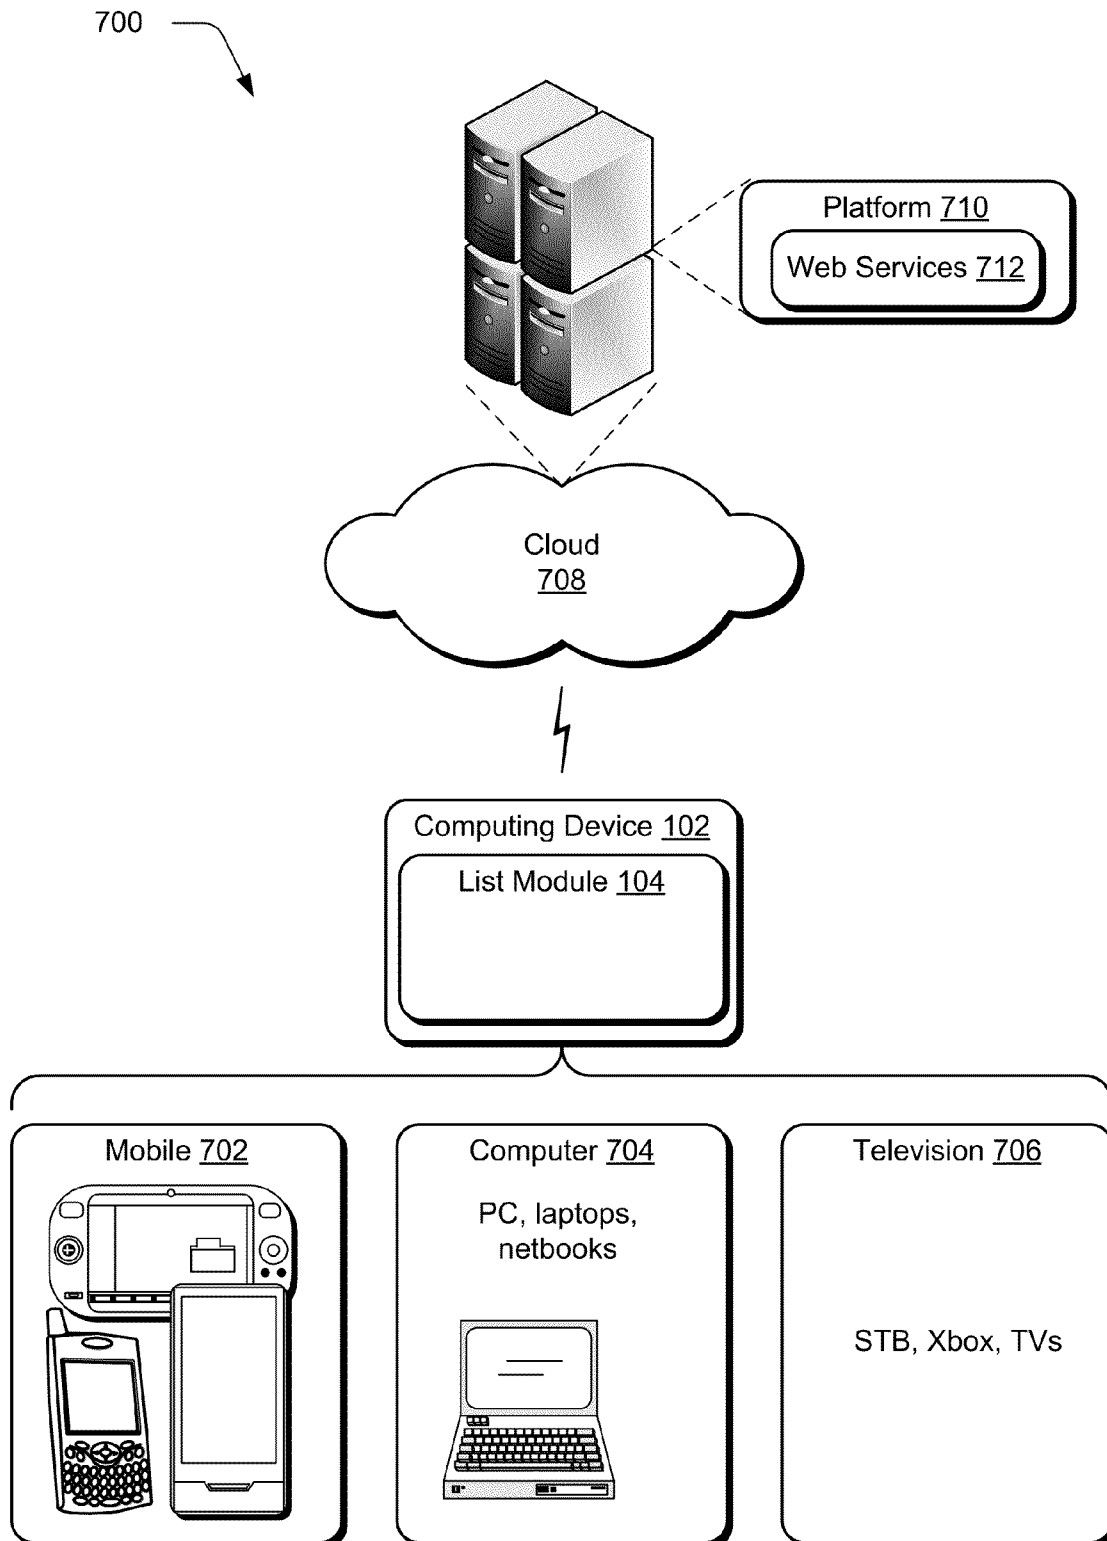 700
Platform 710
Web Services 712
Cloud
708
Computing Device 102
List Module 104
Mobile 702
Computer 704
Television 706
PC, laptops,
netbooks
STB, Xbox, TVs